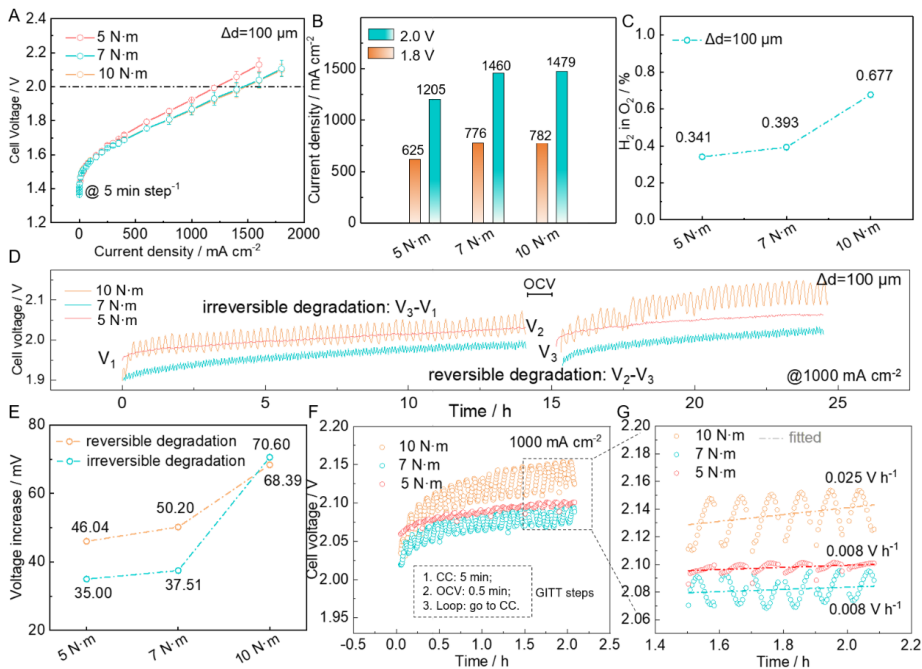 A
5 N·m
7 N·m
10 N·m
Δd=100 μm
@ 5 min step-1
Cell Voltage / V
2.4
2.2
2.0
1.8
1.6
1.4
1.2
0 500 1000 1500 2000
Current density / mA cm-2
B
2.0 V
1.8 V
Current density / mA cm-2
1500
1000
500
0
625
1205
776
1460
782
1479
5 N·m 7 N·m 10 N·m
C
Δd=100 μm
H2 in O2 / %
1.0
0.8
0.6
0.4
0.2
0.0
0.341
0.393
0.677
5 N·m 7 N·m 10 N·m
D
10 N·m
7 N·m
5 N·m
irreversible degradation: V3-V1
OCV
Δd=100 μm
V1
V2
V3
reversible degradation: V2-V3
@1000 mA cm-2
Cell voltage / V
2.1
2.0
1.9
0 5 10 15 20 25
Time / h
E
reversible degradation
irreversible degradation
Voltage increase / mV
80
60
40
20
46.04
50.20
70.60
68.39
35.00
37.51
5 N·m 7 N·m 10 N·m
F
10 N·m
7 N·m
5 N·m
1000 mA cm-2
Cell voltage / V
2.20
2.15
2.10
2.05
2.00
1.95
1. CC: 5 min;
2. OCV: 0.5 min;
3. Loop: go to CC.
GITT steps
-0.5 0.0 0.5 1.0 1.5 2.0 2.5
Time / h
G
10 N·m
7 N·m
5 N·m
fitted
0.025 V h-1
0.008 V h-1
0.008 V h-1
2.18
2.16
2.14
2.12
2.10
2.08
2.06
1.4 1.5 1.6 1.7 1.8 1.9 2.0 2.1 2.2
Time / h